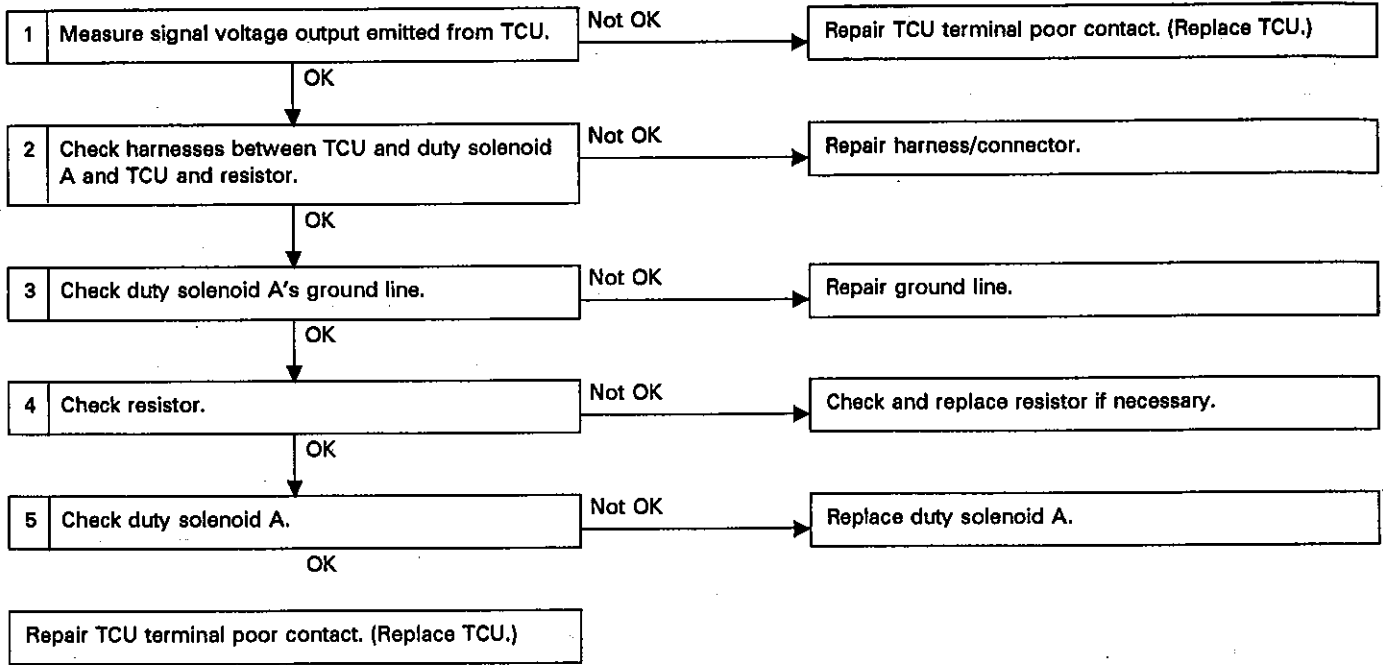 1 Measure signal voltage output emitted from TCU.
Not OK
Repair TCU terminal poor contact. (Replace TCU.)
OK
2 Check harnesses between TCU and duty solenoid
A and TCU and resistor.
Not OK
Repair harness/connector.
OK
3 Check duty solenoid A's ground line.
Not OK
Repair ground line.
OK
4 Check resistor.
Not OK
Check and replace resistor if necessary.
OK
5 Check duty solenoid A.
Not OK
Replace duty solenoid A.
OK
Repair TCU terminal poor contact. (Replace TCU.)